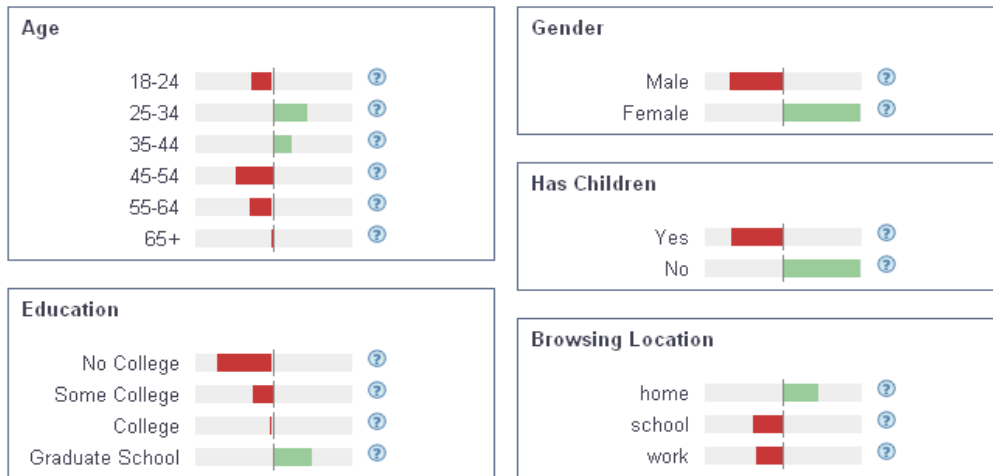 Age
18-24 ?
25-34 ?
35-44 ?
45-54 ?
55-64 ?
65+ ?
Education
No College ?
Some College ?
College ?
Graduate School ?
Gender
Male ?
Female ?
Has Children
Yes ?
No ?
Browsing Location
home ?
school ?
work ?